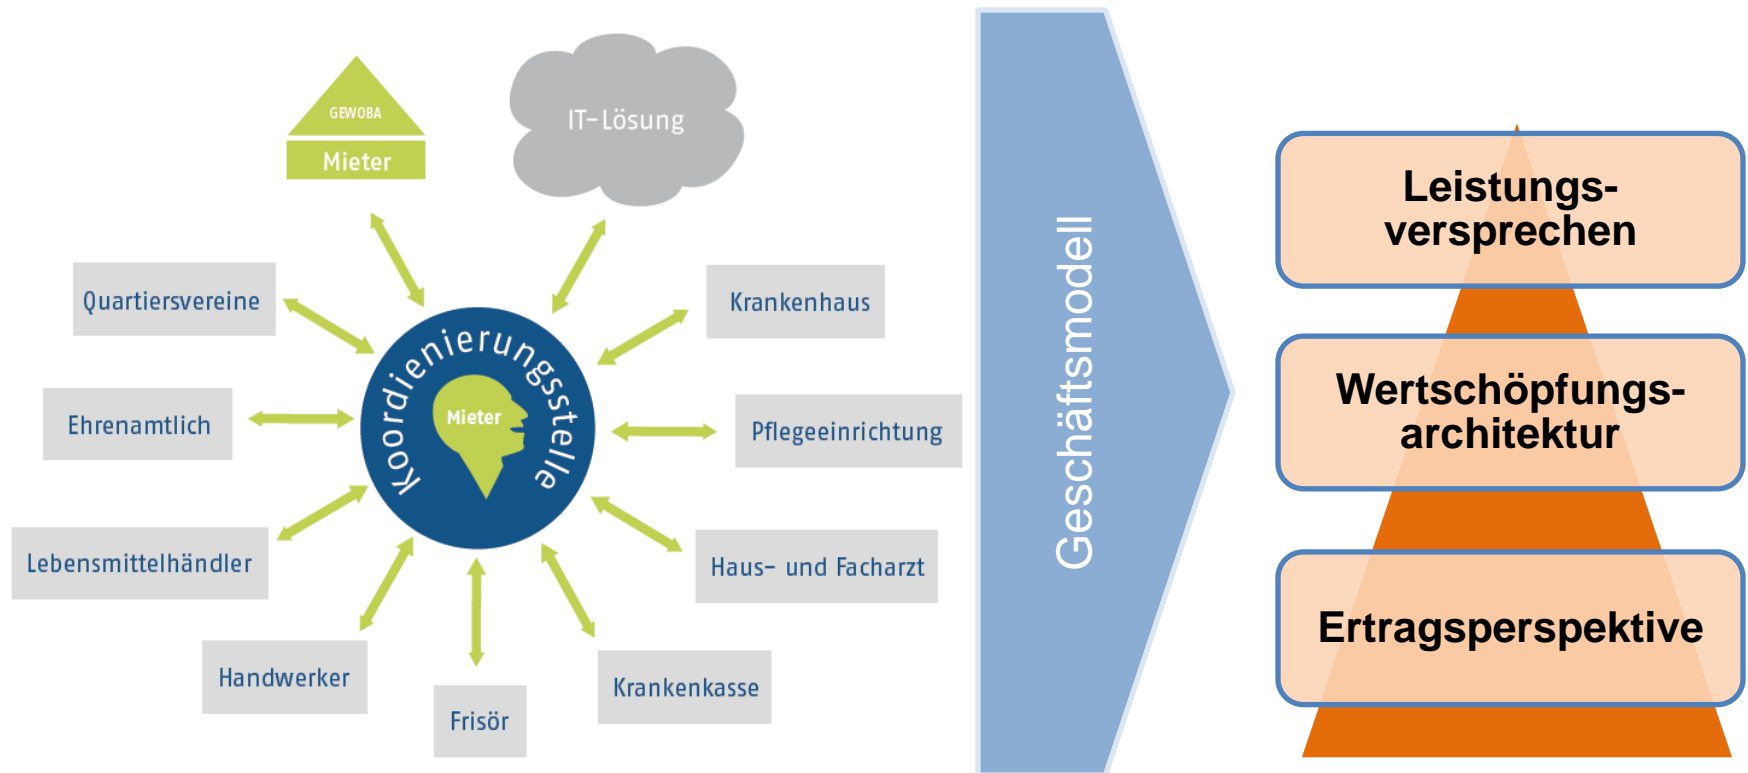 GEWOBA
Mieter
IT-Lösung
Quartiersvereine
Krankenhaus
Koordienierungsstelle
Mieter
Ehrenamtlich
Pflegeeinrichtung
Lebensmittelhändler
Haus- und Facharzt
Handwerker
Krankenkasse
Frisör
Geschäftsmodell
Leistungs-
versprechen
Wertschöpfungs-
architektur
Ertragsperspektive